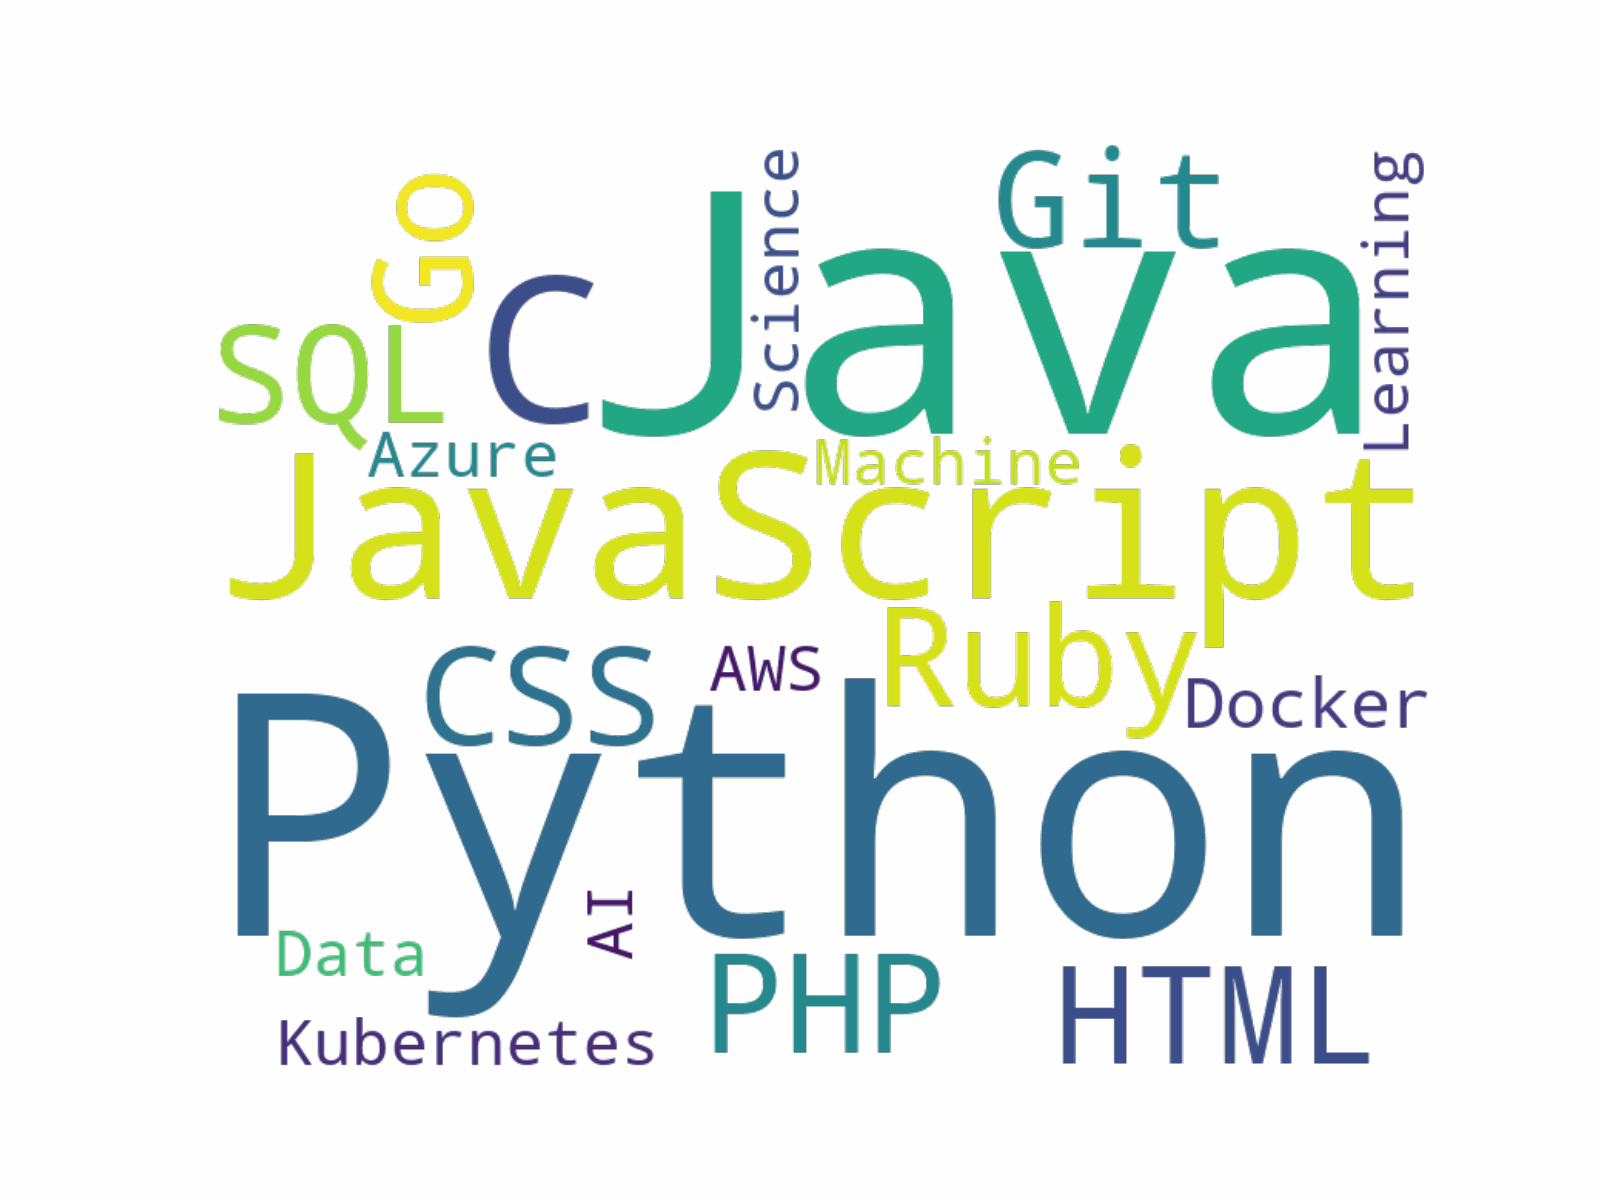 Go
Science
Git
Learning
SQL
C
Java
Azure
Machine
JavaScript
CSS
AWS
Ruby
Docker
Python
Data
AI
PHP
HTML
Kubernetes